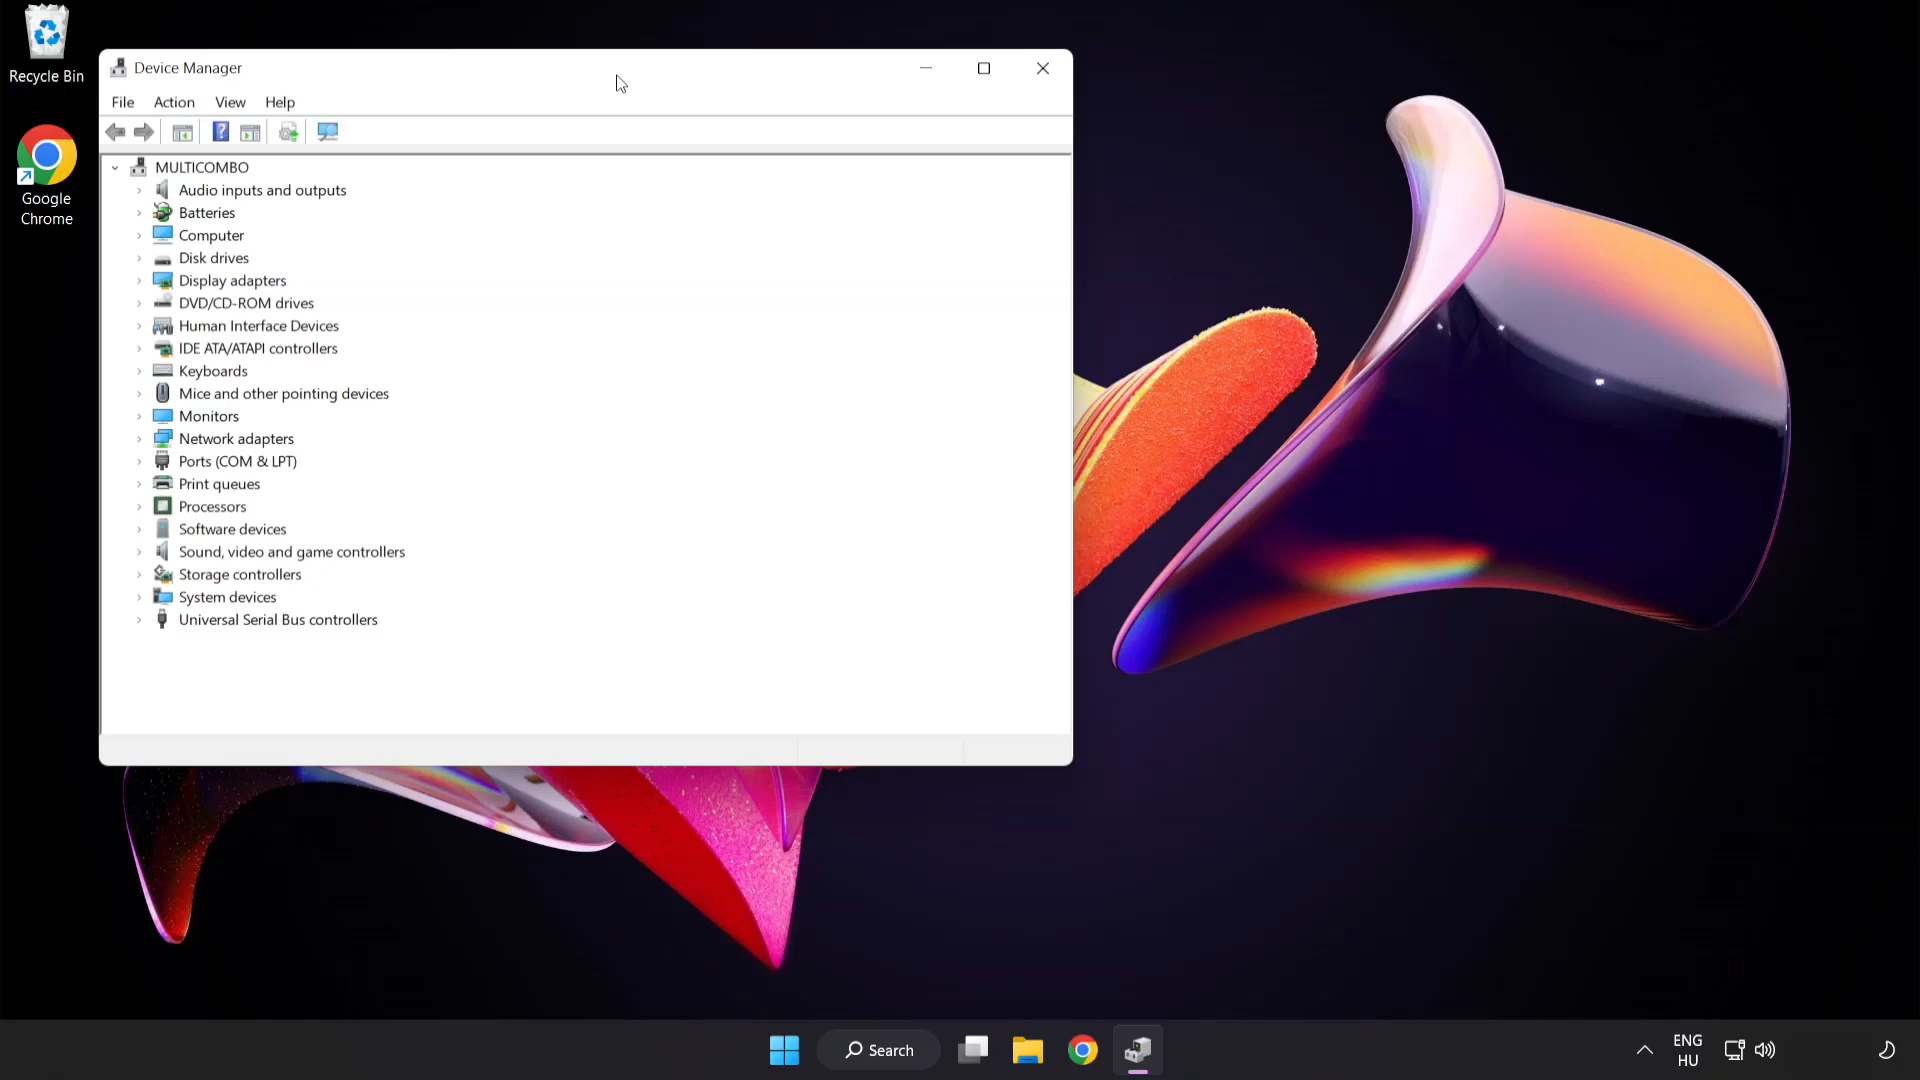 Recycle Bin
Google
Chrome
Device Manager
File Action View Help
MULTICOMBO
Audio inputs and outputs
Batteries
Computer
Disk drives
Display adapters
DVD/CD-ROM drives
Human Interface Devices
IDE ATA/ATAPI controllers
Keyboards
Mice and other pointing devices
Monitors
Network adapters
Ports (COM & LPT)
Print queues
Processors
Software devices
Sound, video and game controllers
Storage controllers
System devices
Universal Serial Bus controllers
Search
ENG
HU